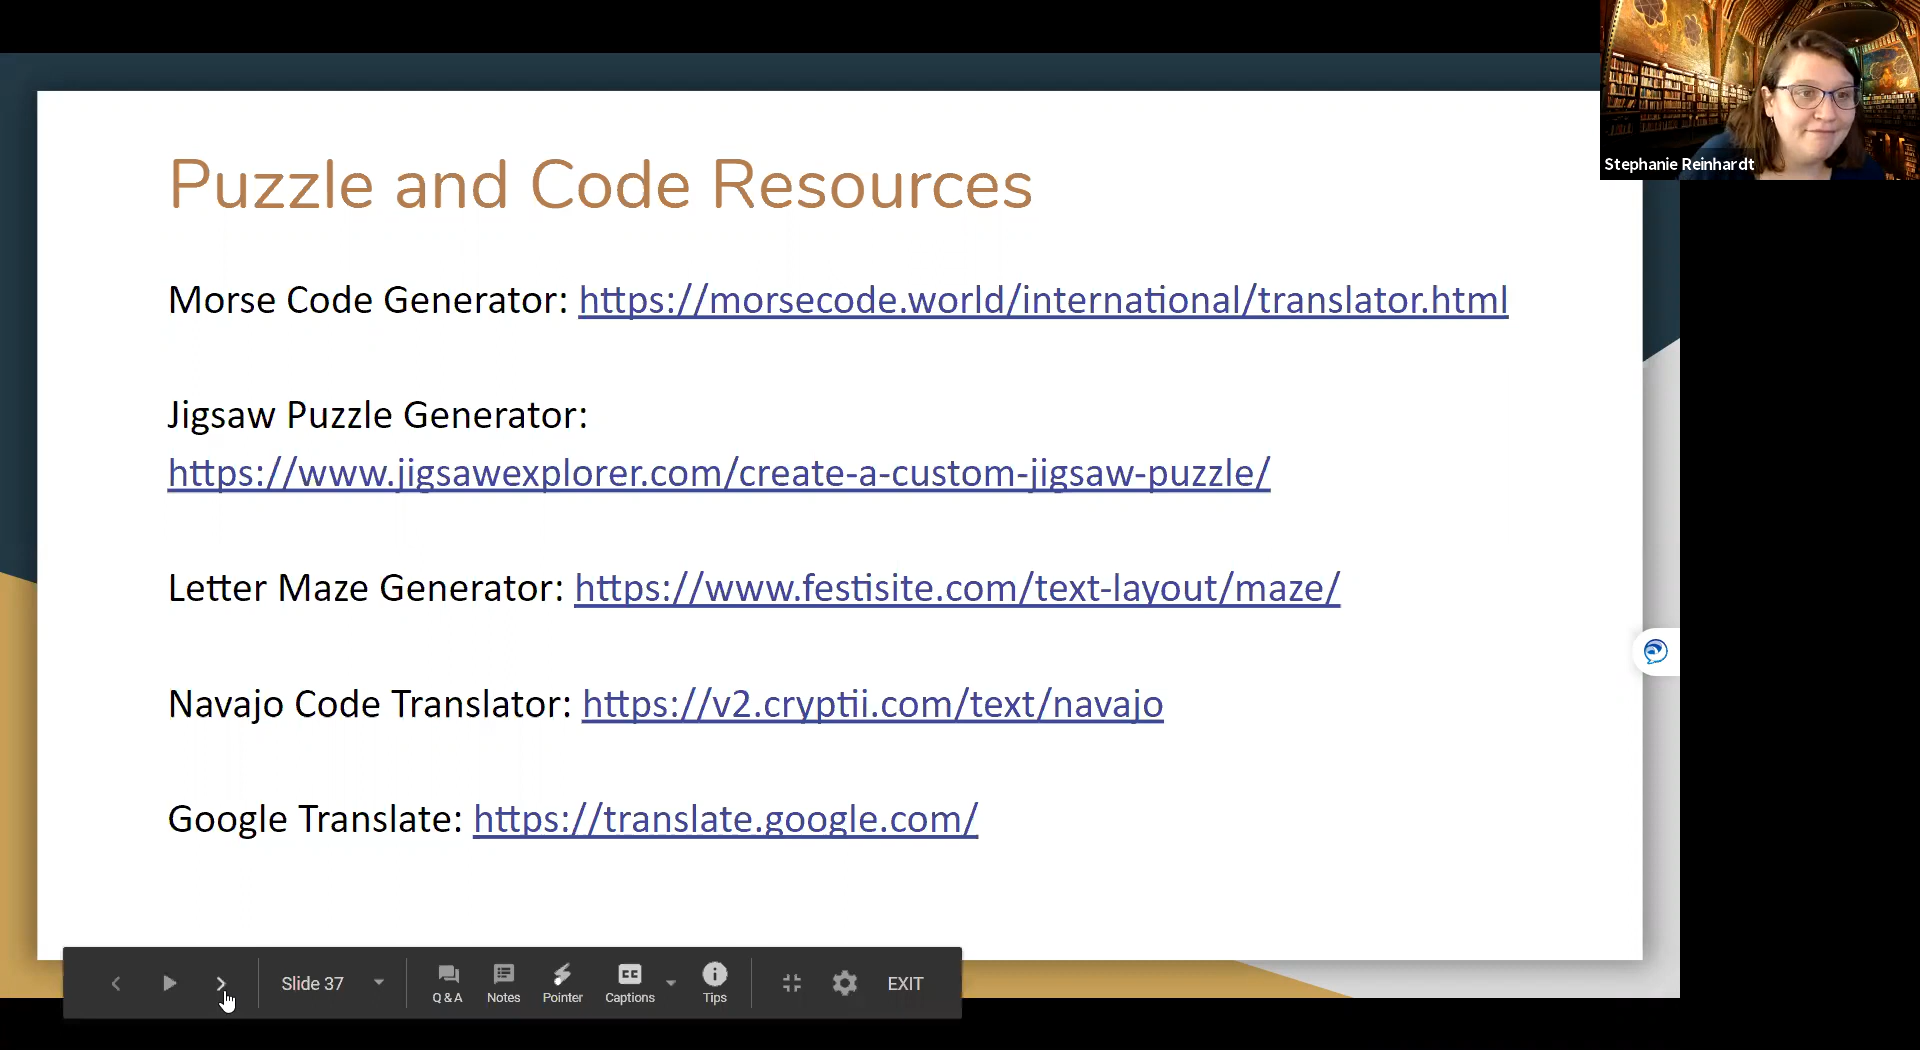 Puzzle and Code Resources
Stephanie Reinhardt
Morse Code Generator: https://morsecode.world/international/translator.html
Jigsaw Puzzle Generator:
https://www.jigsawexplorer.com/create-a-custom-jigsaw-puzzle/
Letter Maze Generator: https://www.festisite.com/text-layout/maze/
Navajo Code Translator: https://v2.cryptii.com/text/navajo
Google Translate: https://translate.google.com/
Slide 37
Q & A
Notes
Pointer
CC
Captions
Tips
EXIT